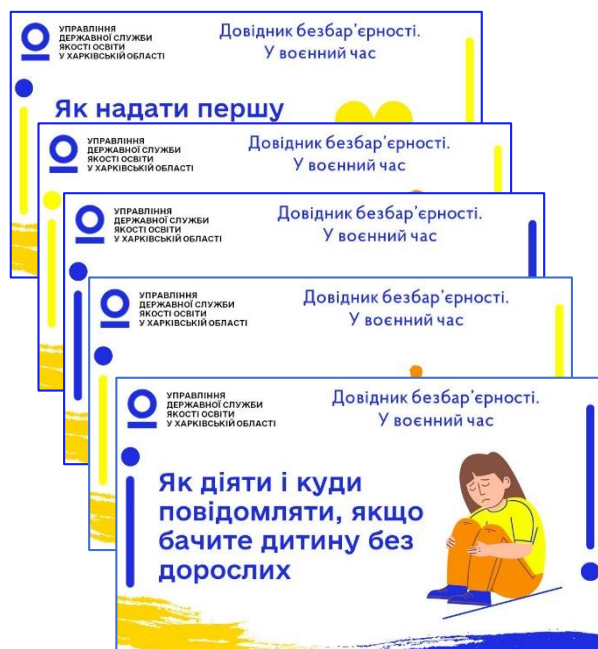 УПРАВЛІННЯ
ДЕРЖАВНОЇ СЛУЖБИ
ЯКОСТІ ОСВІТИ
У ХАРКІВСЬКІЙ ОБЛАСТІ
Довідник безбар’єрності.
У воєнний час
Як надати першу
УПРАВЛІННЯ
ДЕРЖАВНОЇ СЛУЖБИ
ЯКОСТІ ОСВІТИ
У ХАРКІВСЬКІЙ ОБЛАСТІ
Довідник безбар’єрності.
У воєнний час
УПРАВЛІННЯ
ДЕРЖАВНОЇ СЛУЖБИ
ЯКОСТІ ОСВІТИ
У ХАРКІВСЬКІЙ ОБЛАСТІ
Довідник безбар’єрності.
У воєнний час
УПРАВЛІННЯ
ДЕРЖАВНОЇ СЛУЖБИ
ЯКОСТІ ОСВІТИ
У ХАРКІВСЬКІЙ ОБЛАСТІ
Довідник безбар’єрності.
У воєнний час
УПРАВЛІННЯ
ДЕРЖАВНОЇ СЛУЖБИ
ЯКОСТІ ОСВІТИ
У ХАРКІВСЬКІЙ ОБЛАСТІ
Довідник безбар’єрності.
У воєнний час
Як діяти і куди
повідомляти, якщо
бачите дитину без
дорослих